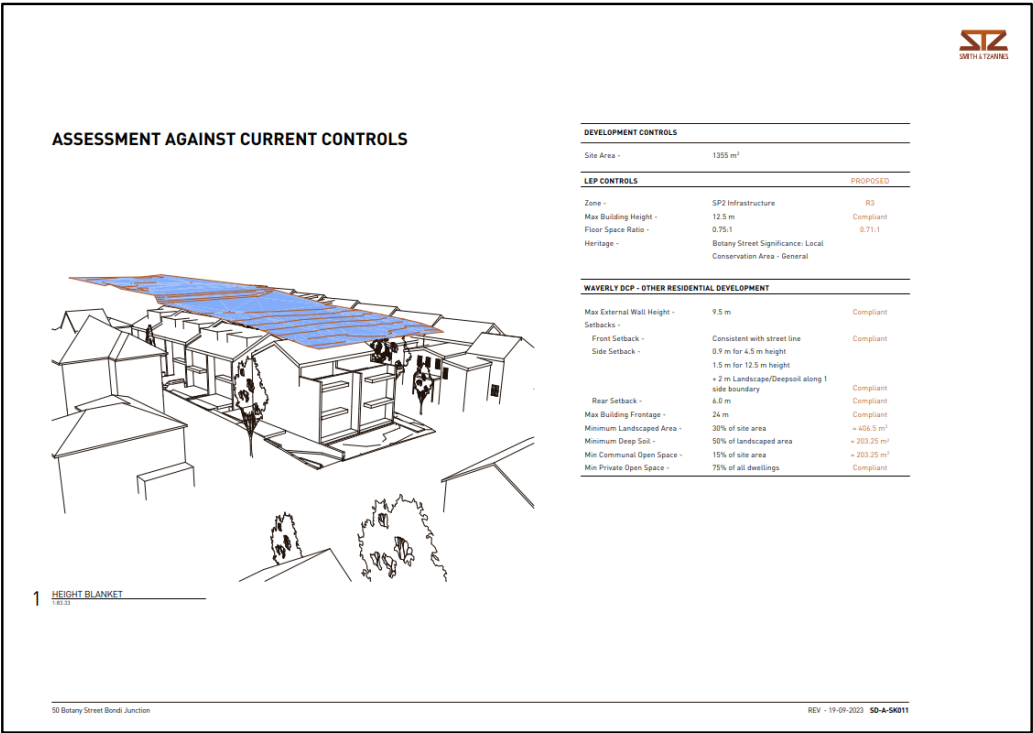 STZ
SMITH & TZANNES
ASSESSMENT AGAINST CURRENT CONTROLS
DEVELOPMENT CONTROLS
Site Area - 1355 m²
LEP CONTROLS PROPOSED
Zone - SP2 Infrastructure R3
Max Building Height - 12.5 m Compliant
Floor Space Ratio - 0.75:1 0.71:1
Heritage - Botany Street Significance: Local
Conservation Area - General
WAVERLY DCP - OTHER RESIDENTIAL DEVELOPMENT
Max External Wall Height - 9.5 m Compliant
Setbacks -
Front Setback - Consistent with street line Compliant
Side Setback - 0.9 m for 4.5 m height
1.5 m for 12.5 m height
+ 2 m Landscape/Deepsoil along 1
side boundary Compliant
Rear Setback - 6.0 m Compliant
Max Building Frontage - 24 m Compliant
Minimum Landscaped Area - 30% of site area = 406.5 m²
Minimum Deep Soil - 50% of landscaped area = 203.25 m²
Min Communal Open Space - 15% of site area = 203.25 m²
Min Private Open Space - 75% of all dwellings Compliant
1 HEIGHT BLANKET
1:83.33
50 Botany Street Bondi Junction
REV - 19-09-2023 SD-A-SK011